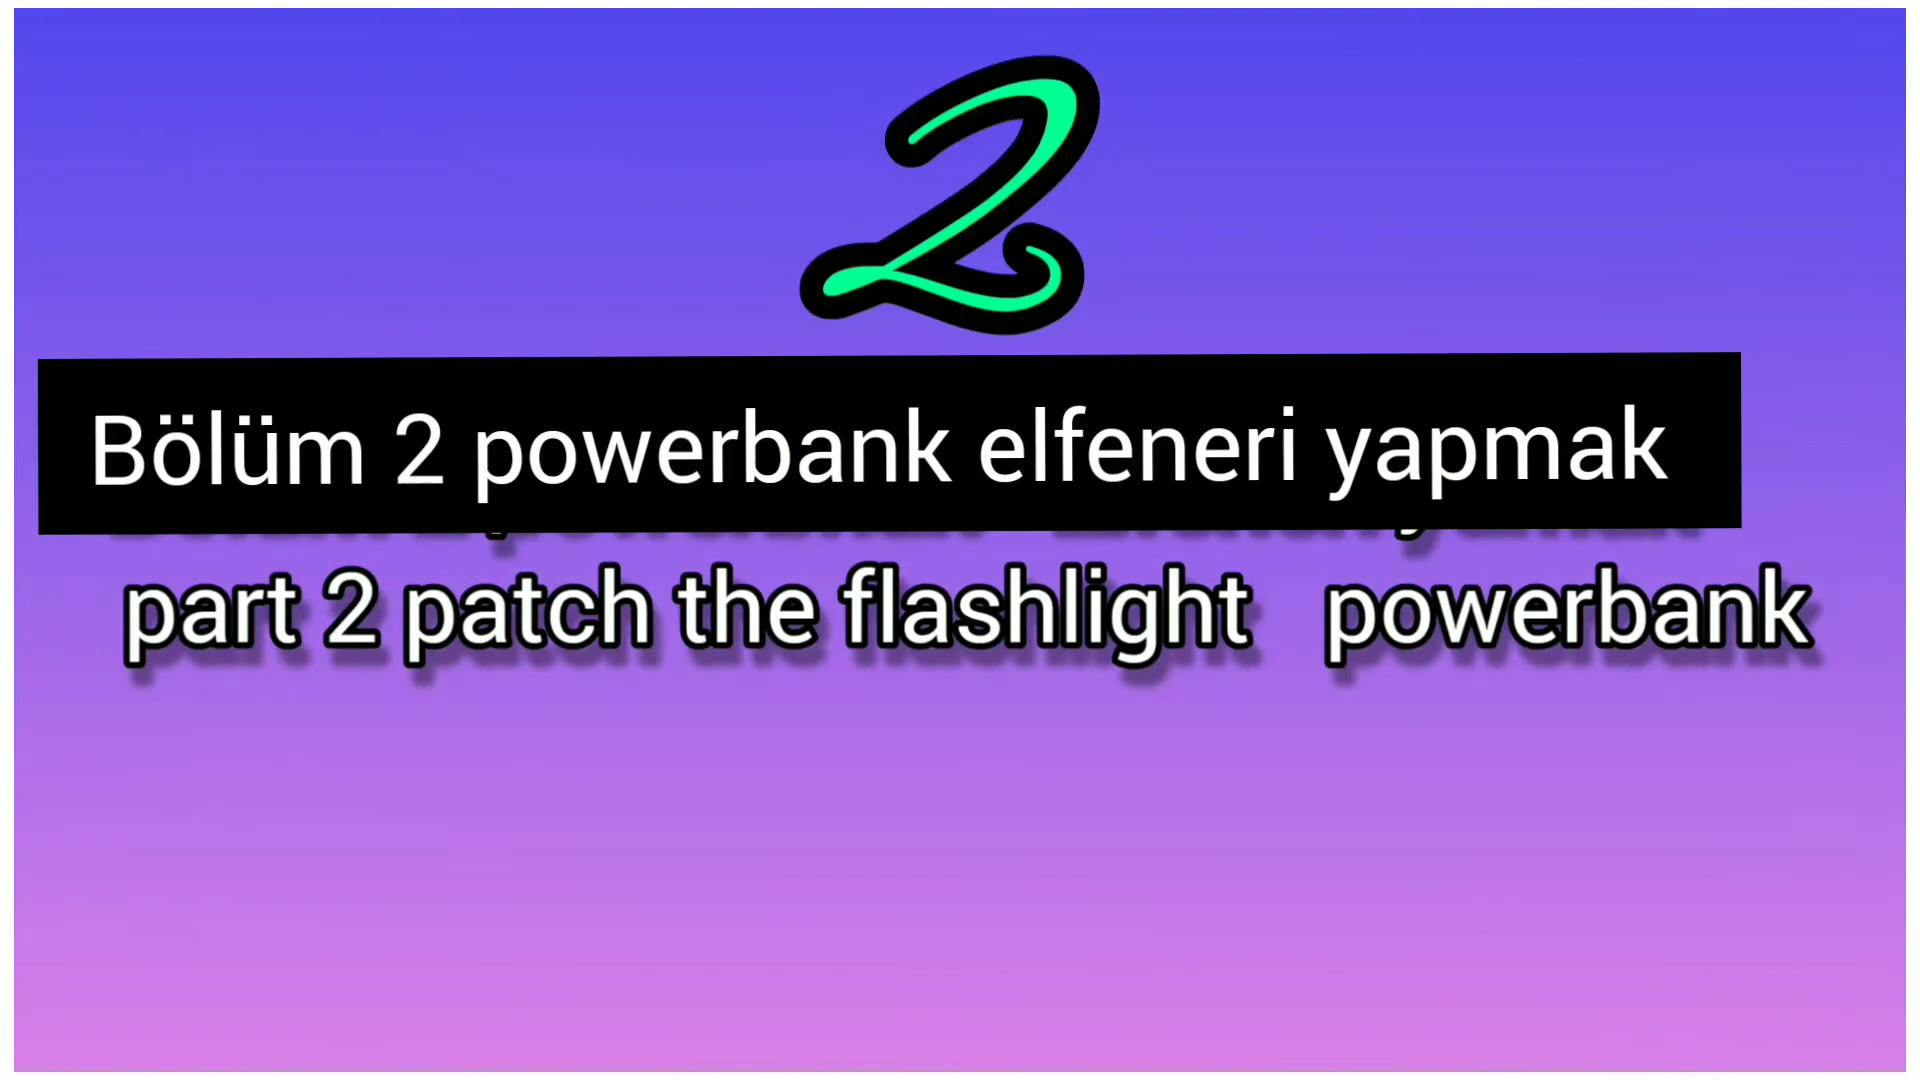 2
Bölüm 2 powerbank elfeneri yapmak
part 2 patch the flashlight powerbank